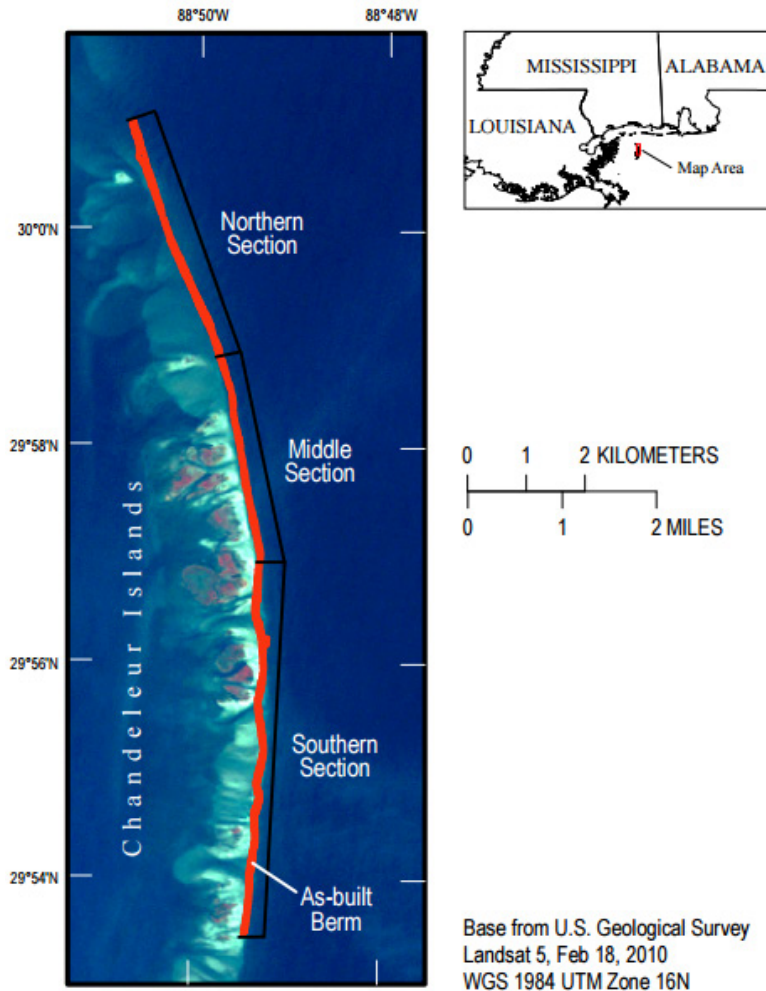 88°50'W
88°48'W
30°0'N
29°58'N
29°56'N
29°54'N
Northern
Section
Middle
Section
Southern
Section
As-built
Berm
Chandeleur Islands
MISSISSIPPI
ALABAMA
LOUISIANA
Map Area
0 1 2 KILOMETERS
0 1 2 MILES
Base from U.S. Geological Survey
Landsat 5, Feb 18, 2010
WGS 1984 UTM Zone 16N